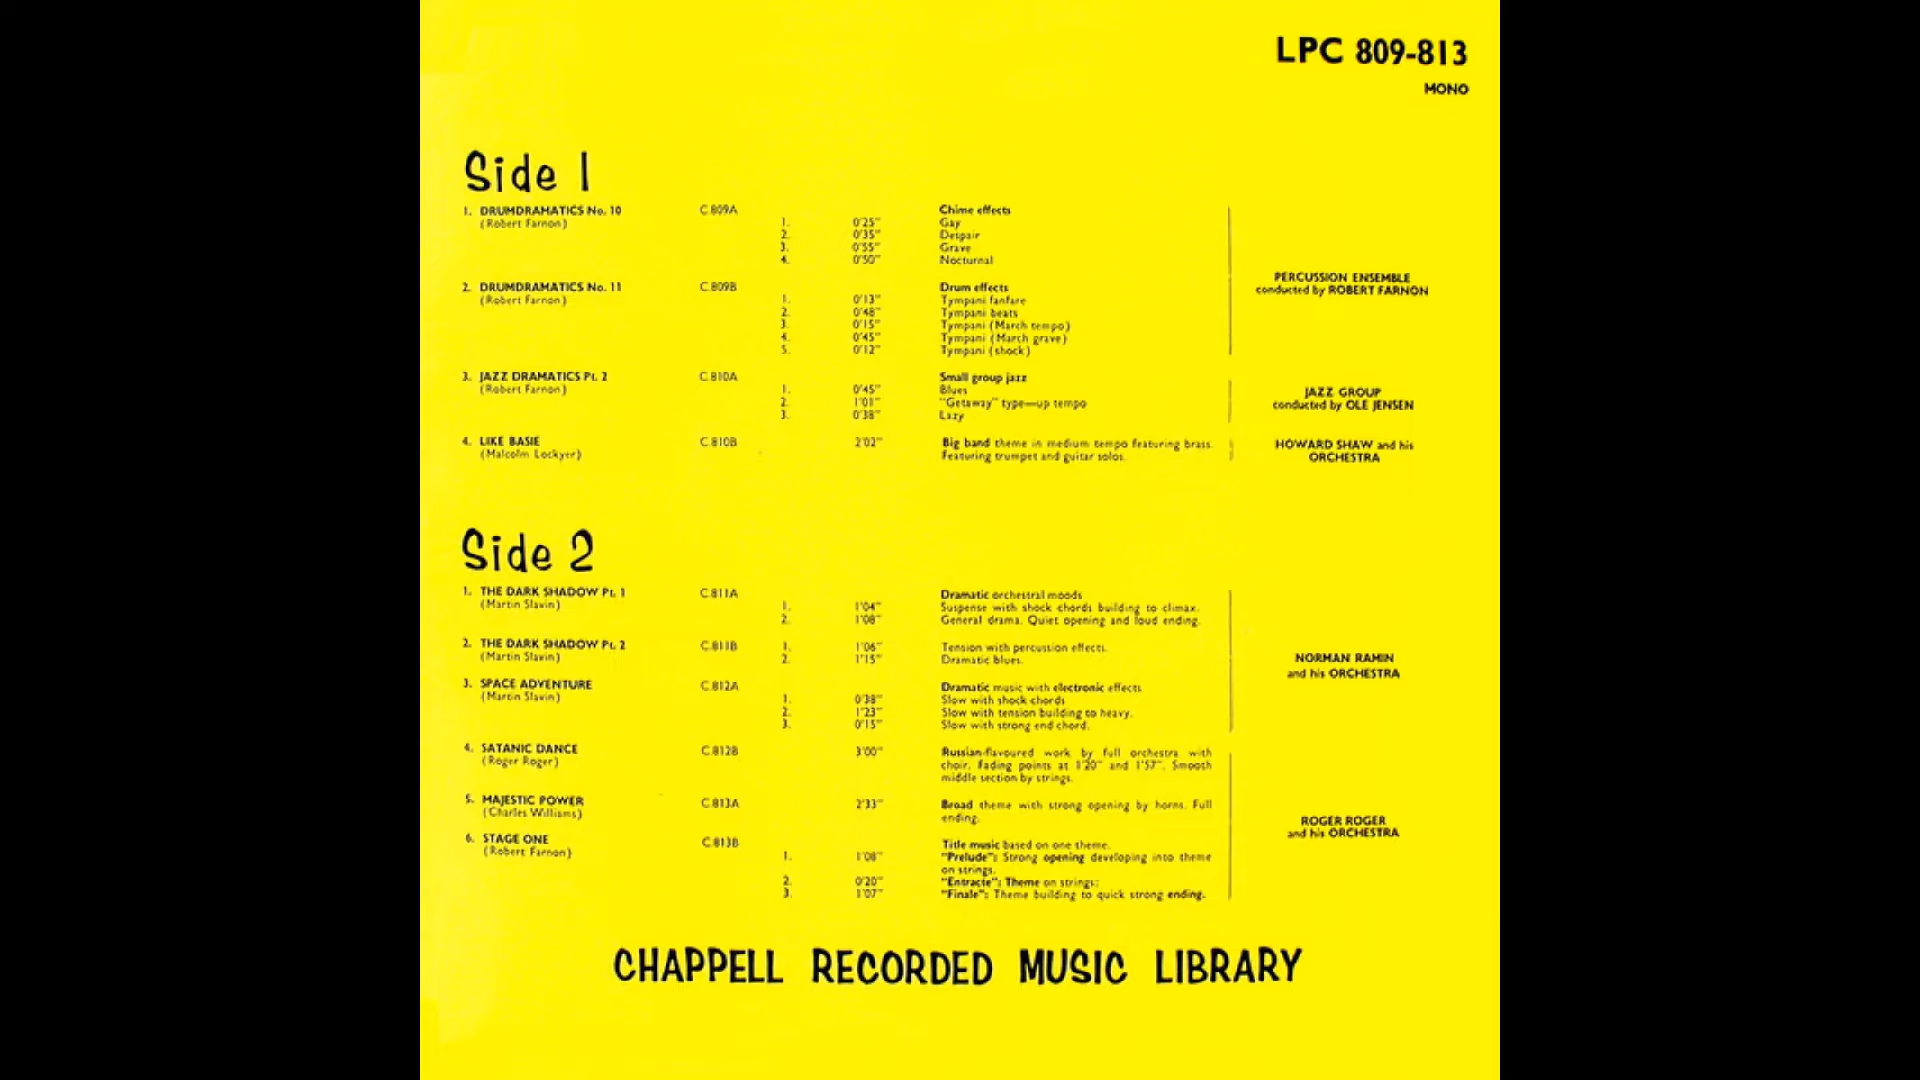 LPC 809-813
MONO
Side 1
1. DRUMDRAMATICS No. 10 C.809A Chime effects
(Robert Farnon) 1. 0'25" Gay
2. 0'35" Despair
3. 0'55" Grave
4. 0'50" Nocturnal
PERCUSSION ENSEMBLE
conducted by ROBERT FARNON
2. DRUMDRAMATICS No. 11 C.809B Drum effects
(Robert Farnon) 1. 0'13" Tympani fanfare
2. 0'48" Tympani beats
3. 0'15" Tympani (March tempo)
4. 0'45" Tympani (March grave)
5. 0'12" Tympani (shock)
3. JAZZ DRAMATICS Pt. 2 C.810A Small group jazz
(Robert Farnon) 1. 0'45" Blues
2. 1'01" "Getaway" type—up tempo
3. 0'38" Lazy
JAZZ GROUP
conducted by OLE JENSEN
4. LIKE BASIE C.810B 2'02" Big band theme in medium tempo featuring brass.
(Malcolm Lockyer) Featuring trumpet and guitar solos.
HOWARD SHAW and his
ORCHESTRA
Side 2
1. THE DARK SHADOW Pt. 1 C.811A Dramatic orchestral moods
(Martin Slavin) 1. 1'04" Suspense with shock chords building to climax.
2. 1'08" General drama. Quiet opening and loud ending.
2. THE DARK SHADOW Pt. 2 C.811B 1. 1'06" Tension with percussion effects.
(Martin Slavin) 2. 1'15" Dramatic blues.
NORMAN RAMIN
and his ORCHESTRA
3. SPACE ADVENTURE C.812A Dramatic music with electronic effects
(Martin Slavin) 1. 0'38" Slow with shock chords
2. 1'23" Slow with tension building to heavy.
3. 0'15" Slow with strong end chord.
4. SATANIC DANCE C.812B 3'00" Russian-flavoured work by full orchestra with
(Roger Roger) choir. Fading points at 1'20" and 1'57". Smooth
middle section by strings.
5. MAJESTIC POWER C.813A 2'33" Broad theme with strong opening by horns. Full
(Charles Williams) ending.
ROGER ROGER
and his ORCHESTRA
6. STAGE ONE C.813B Title music based on one theme.
(Robert Farnon) 1. 1'08" "Prelude": Strong opening developing into theme
on strings.
2. 0'20" "Entracte": Theme on strings:
3. 1'07" "Finale": Theme building to quick strong ending.
CHAPPELL RECORDED MUSIC LIBRARY